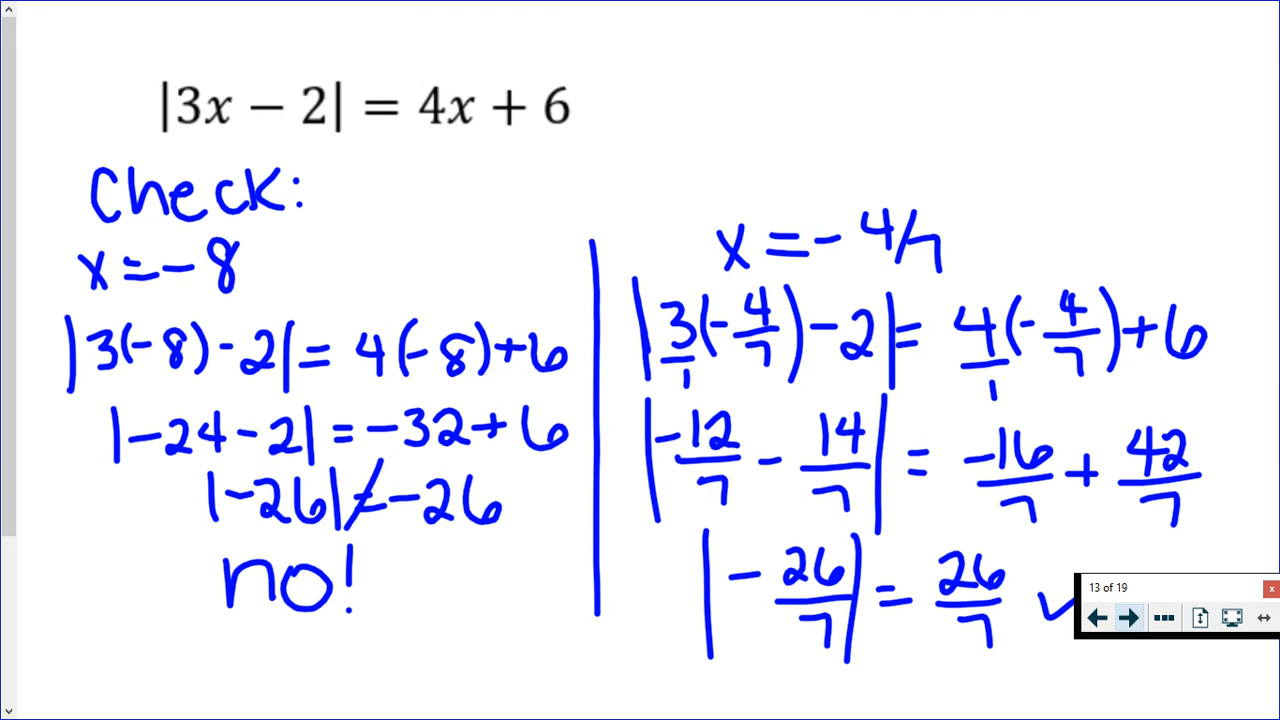 |3x − 2| = 4x + 6
Check:
x = -8
|3(-8) - 2| = 4(-8) + 6
|-24 - 2| = -32 + 6
|-26| ≠ -26
no!
x = - 4/7
|3/1(-4/7) - 2| = 4/1(-4/7) + 6
|-12/7 - 14/7| = -16/7 + 42/7
|- 26/7| = 26/7 ✓
13 of 19